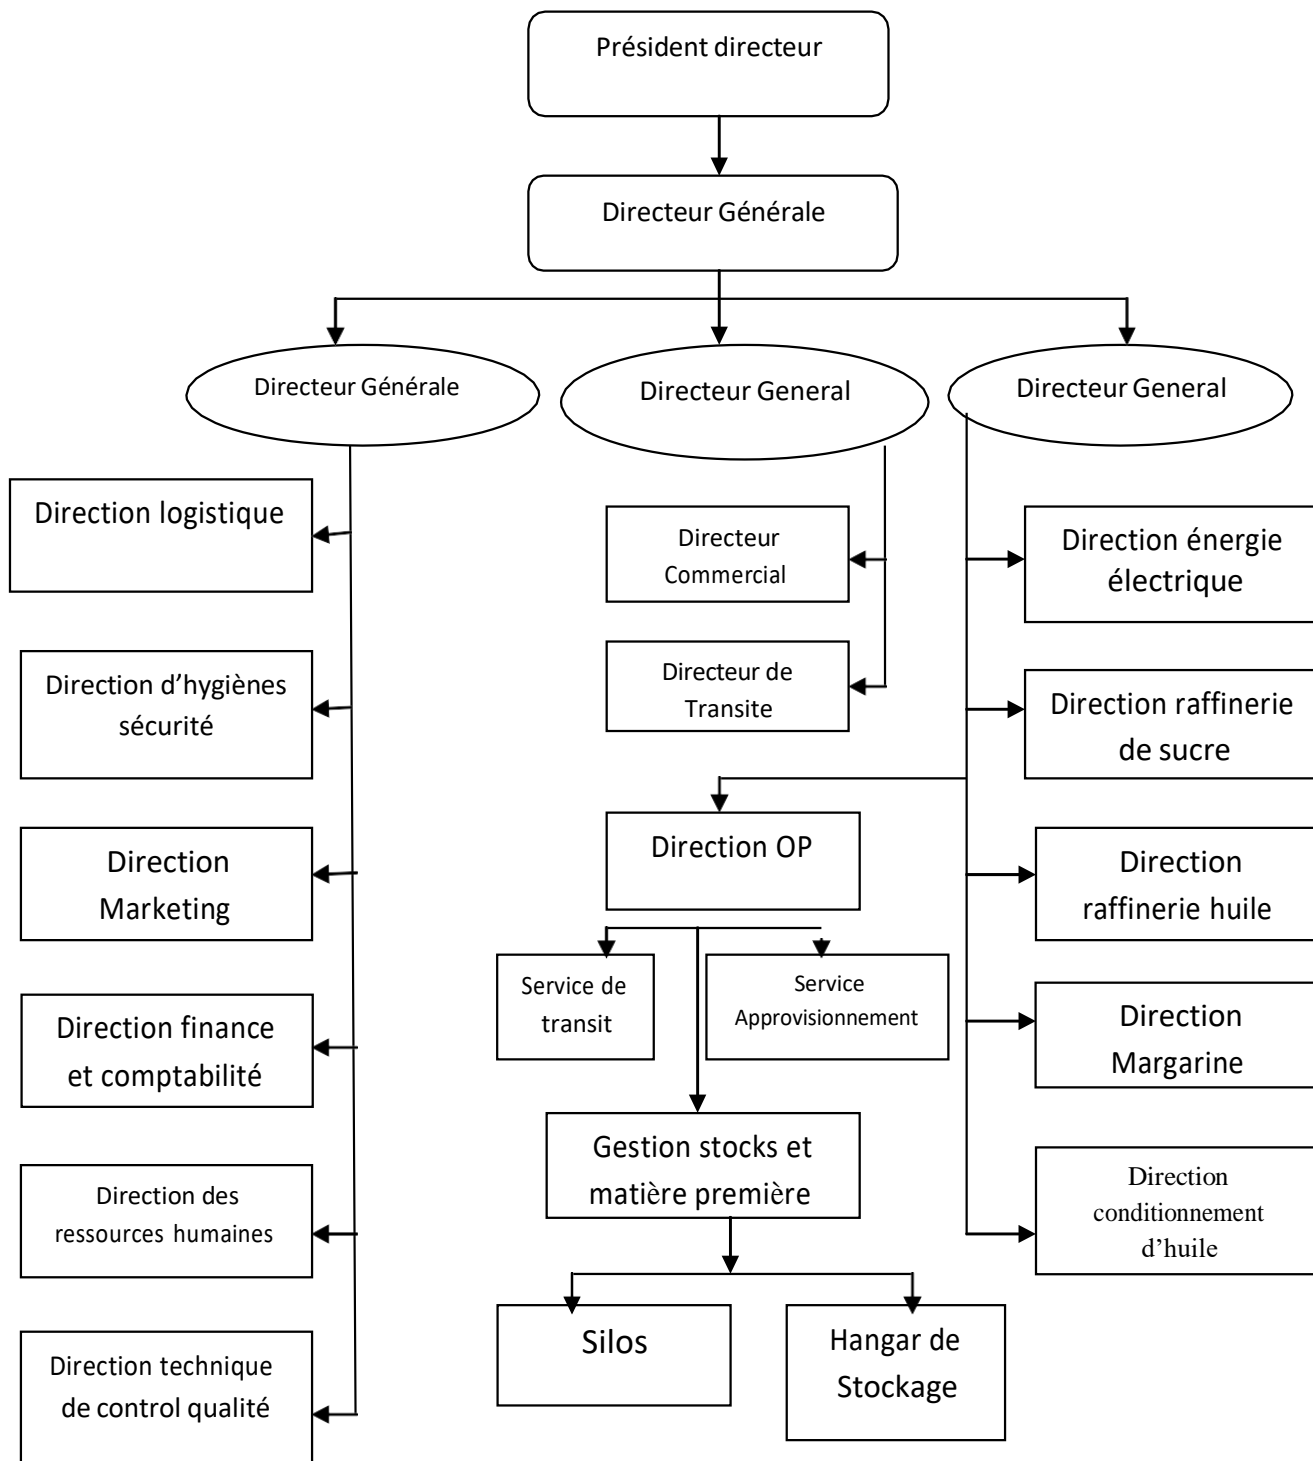 Président directeur
Directeur Générale
Directeur Générale
Directeur General
Directeur General
Direction logistique
Direction d’hygiènes
sécurité
Direction
Marketing
Direction finance
et comptabilité
Direction des
ressources humaines
Direction technique
de control qualité
Directeur
Commercial
Directeur de
Transite
Direction OP
Service de
transit
Service
Approvisionnement
Gestion stocks et
matière première
Silos
Hangar de
Stockage
Direction énergie
électrique
Direction raffinerie
de sucre
Direction
raffinerie huile
Direction
Margarine
Direction
conditionnement
d’huile